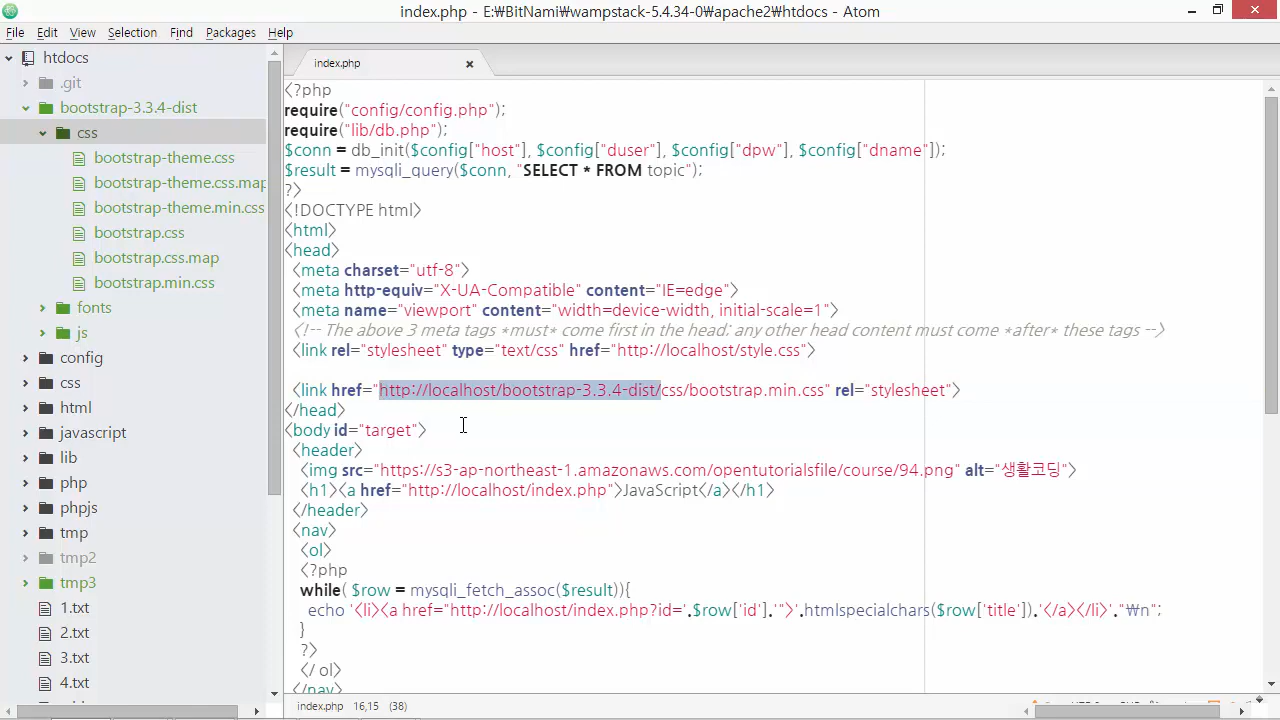 index.php - E:₩BitNami₩wampstack-5.4.34-0₩apache2₩htdocs - Atom
File Edit View Selection Find Packages Help
htdocs
.git
bootstrap-3.3.4-dist
css
bootstrap-theme.css
bootstrap-theme.css.map
bootstrap-theme.min.css
bootstrap.css
bootstrap.css.map
bootstrap.min.css
fonts
js
config
css
html
javascript
lib
php
phpjs
tmp
tmp2
tmp3
1.txt
2.txt
3.txt
4.txt
index.php
<?php
require("config/config.php");
require("lib/db.php");
$conn = db_init($config["host"], $config["duser"], $config["dpw"], $config["dname"]);
$result = mysqli_query($conn, "SELECT * FROM topic");
?>
<!DOCTYPE html>
<html>
<head>
<meta charset="utf-8">
<meta http-equiv="X-UA-Compatible" content="IE=edge">
<meta name="viewport" content="width=device-width, initial-scale=1">
<!-- The above 3 meta tags *must* come first in the head; any other head content must come *after* these tags -->
<link rel="stylesheet" type="text/css" href="http://localhost/style.css">
<link href="http://localhost/bootstrap-3.3.4-dist/css/bootstrap.min.css" rel="stylesheet">
</head>
<body id="target">
<header>
<img src="https://s3-ap-northeast-1.amazonaws.com/opentutorialsfile/course/94.png" alt="생활코딩">
<h1><a href="http://localhost/index.php">JavaScript</a></h1>
</header>
<nav>
<ol>
<?php
while( $row = mysqli_fetch_assoc($result)){
echo '<li><a href="http://localhost/index.php?id='.$row['id'].'">'.htmlspecialchars($row['title']).'</a></li>'."₩n";
}
?>
</ ol>
</nav>
index.php 16,15 (38)